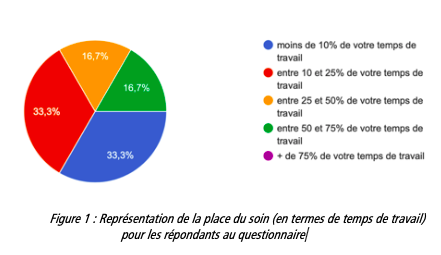 16,7%
16,7%
33,3%
33,3%
moins de 10% de votre temps de
travail
entre 10 et 25% de votre temps de
travail
entre 25 et 50% de votre temps de
travail
entre 50 et 75% de votre temps de
travail
+ de 75% de votre temps de travail
Figure 1 : Représentation de la place du soin (en termes de temps de travail)
pour les répondants au questionnaire